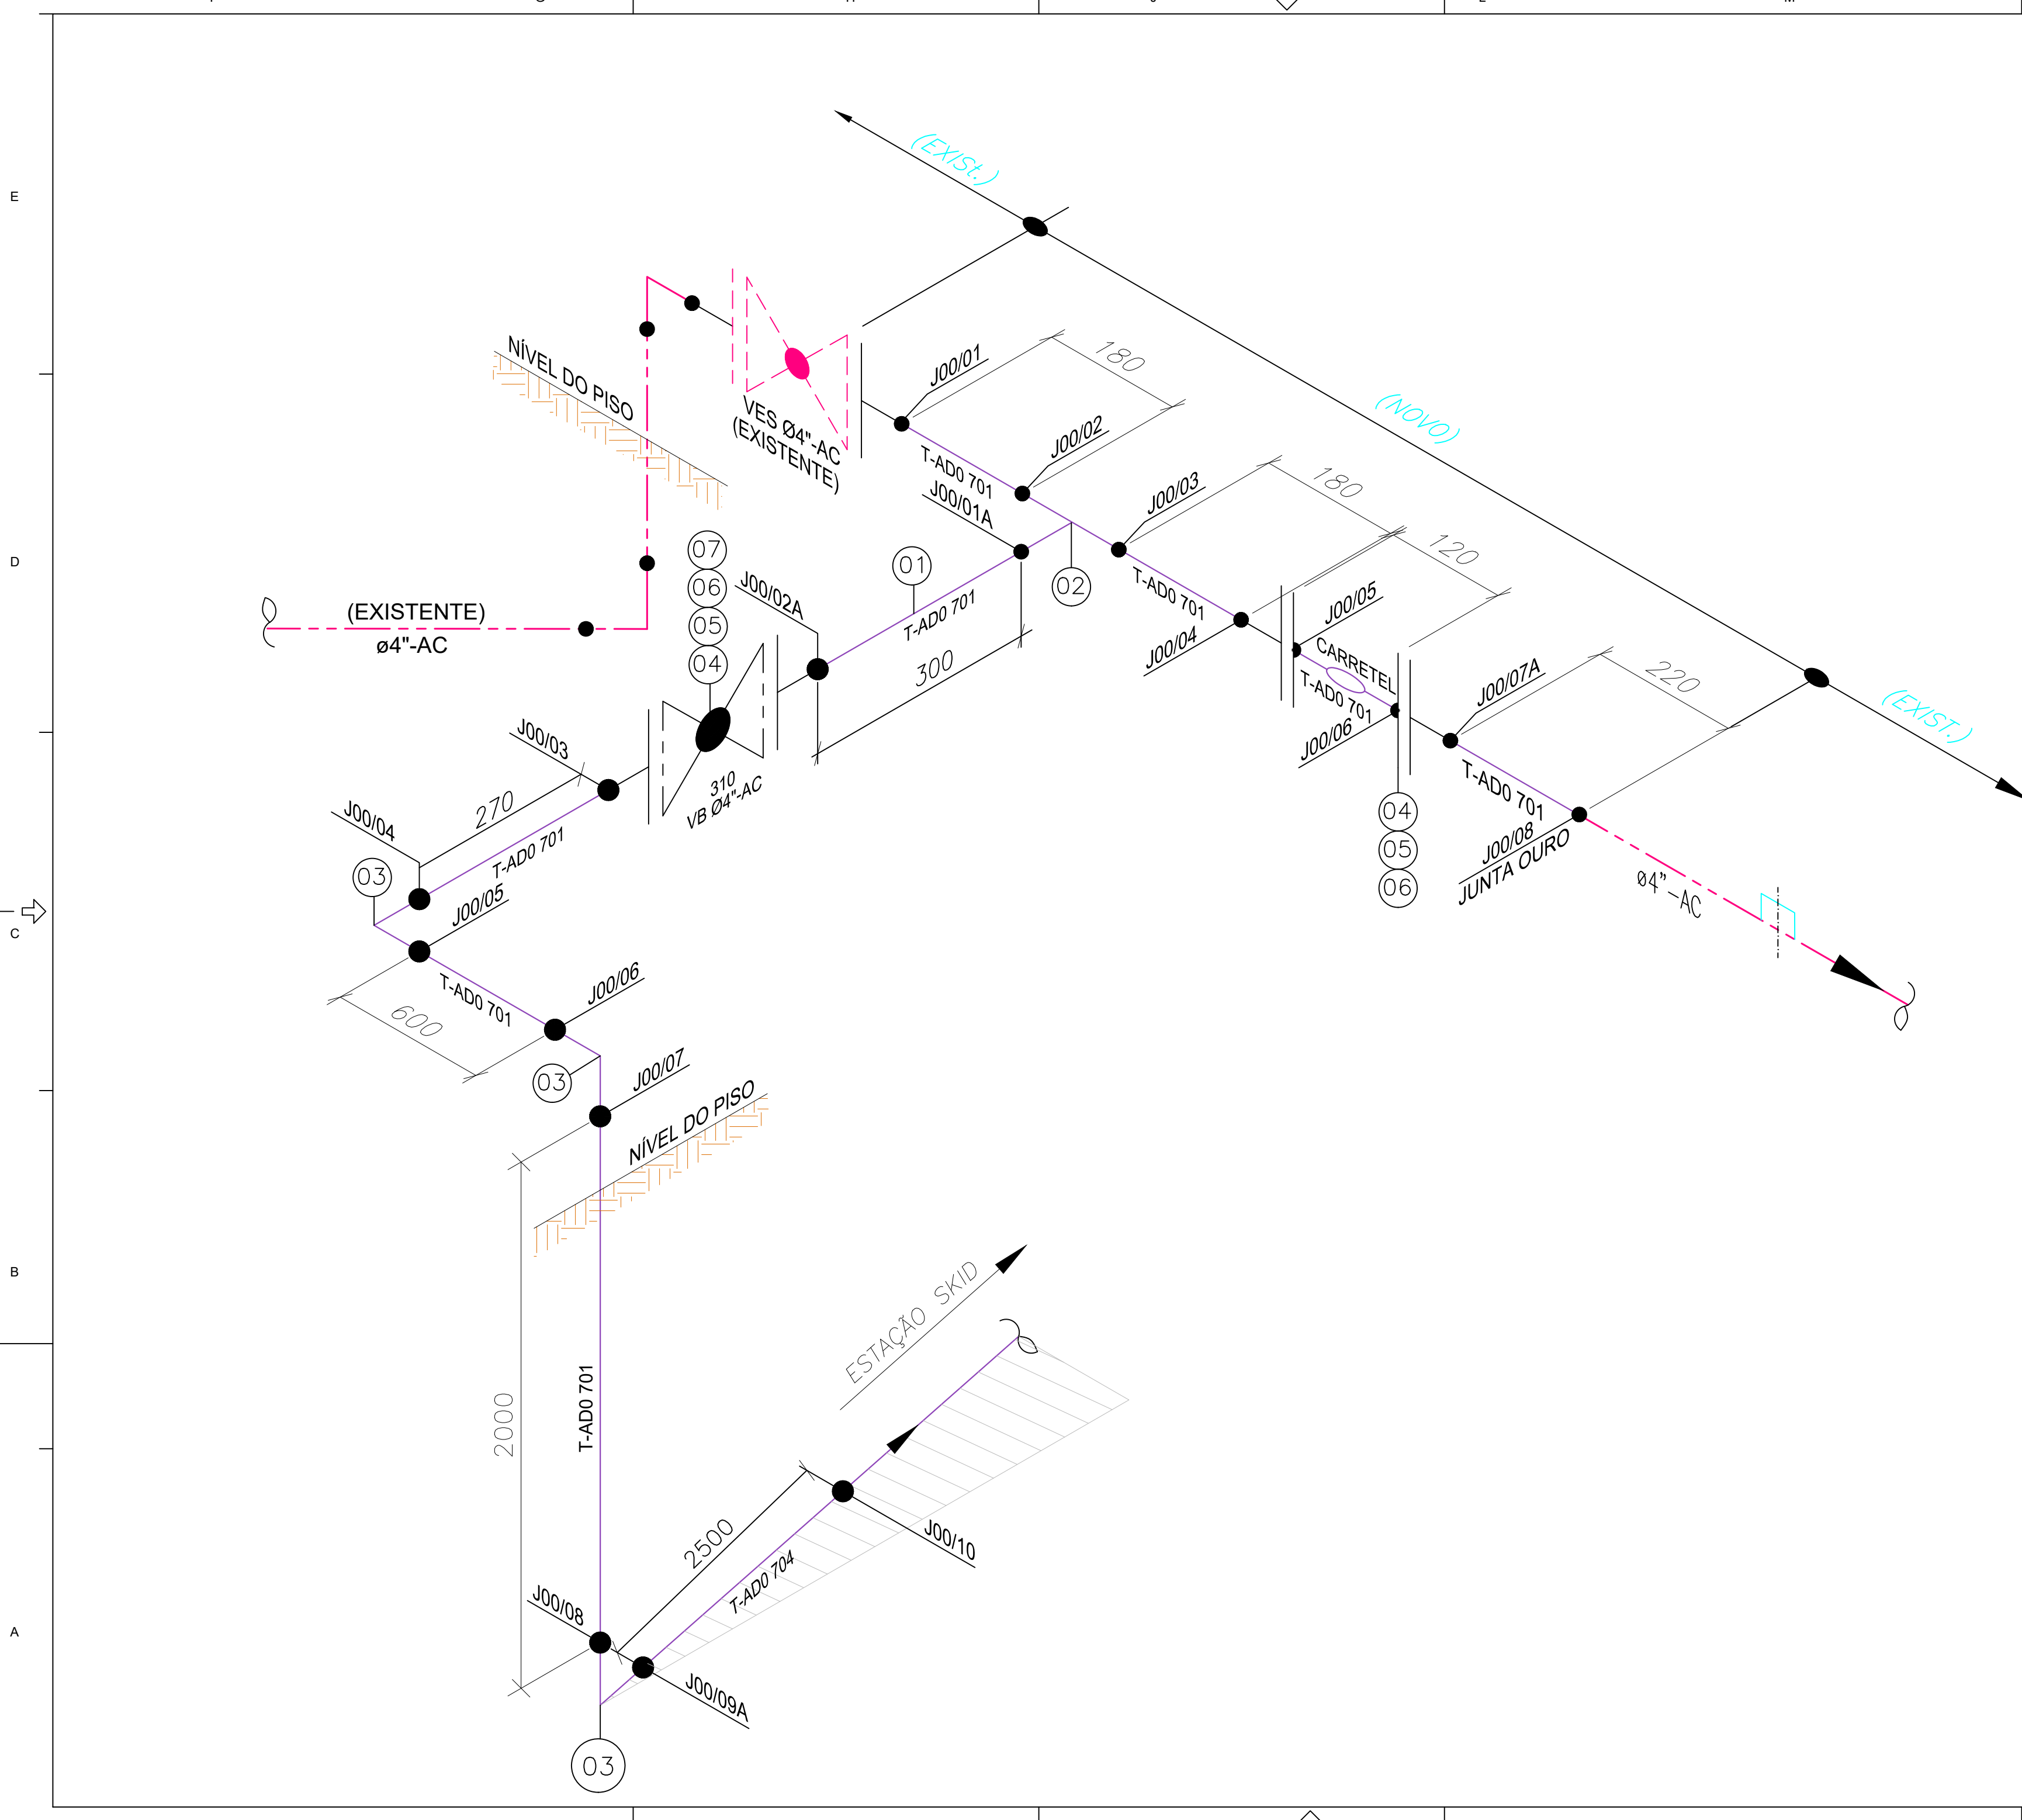 (EXISt.)
E
J00/01
180
NÍVEL DO PISO
VES Ø4"-AC
(EXISTENTE)
J00/02
(NOVO)
T-AD0 701
J00/01A
J00/03
180
120
07
06
05
04
01
02
D
J00/02A
T-AD0 701
T-AD0 701
(EXISTENTE)
ø4"-AC
J00/05
J00/04
CARRETEL
T-AD0 701
300
J00/06
J00/07A
220
(EXIST.)
J00/03
310
VB Ø4"-AC
270
J00/04
T-AD0 701
T-AD0 701
04
05
06
J00/08
JUNTA OURO
ø4"-AC
03
J00/05
C
T-AD0 701
J00/06
600
03
J00/07
NÍVEL DO PISO
B
ESTAÇÃO SKID
2000
T-AD0 701
J00/10
2500
T-AD0 704
J00/08
A
J00/09A
03